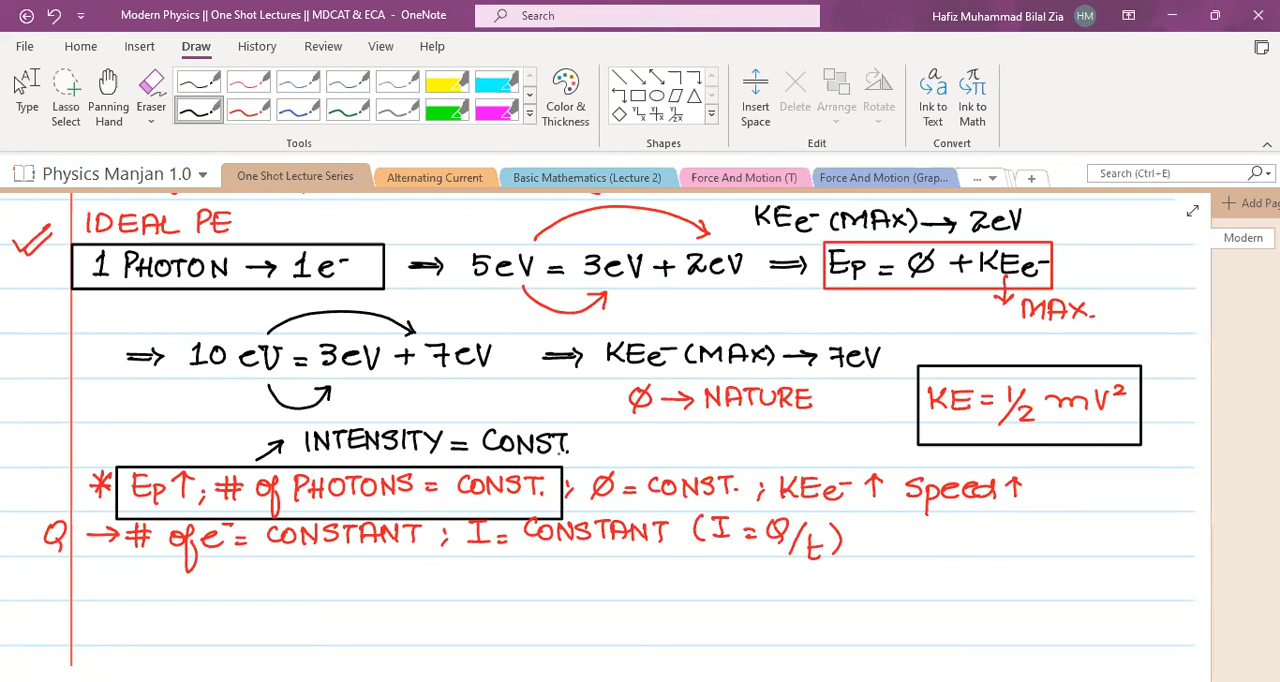 Modern Physics || One Shot Lectures || MDCAT & ECA - OneNote
Search
Hafiz Muhammad Bilal Zia HM
File Home Insert Draw History Review View Help
Type Lasso Select Panning Hand Eraser Color & Thickness Insert Space Delete Arrange Rotate Ink to Text Ink to Math
Tools Shapes Edit Convert
Physics Manjan 1.0 One Shot Lecture Series Alternating Current Basic Mathematics (Lecture 2) Force And Motion (T) Force And Motion (Grap... ... Search (Ctrl+E)
Add Pag
Modern
IDEAL PE
KEe⁻(MAX) → 2eV
1 PHOTON → 1e⁻ ⇒ 5eV = 3eV + 2eV ⇒ Ep = Ø + KEe⁻
MAX.
⇒ 10 eV = 3eV + 7eV ⇒ KEe⁻(MAX) → 7eV
Ø → NATURE
KE = 1/2 mV²
↗ INTENSITY = CONST.
* Ep↑; # of PHOTONS = CONST. ; Ø = CONST. ; KEe⁻↑ Speed↑
Q → # of e⁻ = CONSTANT ; I = CONSTANT (I = Q/t)